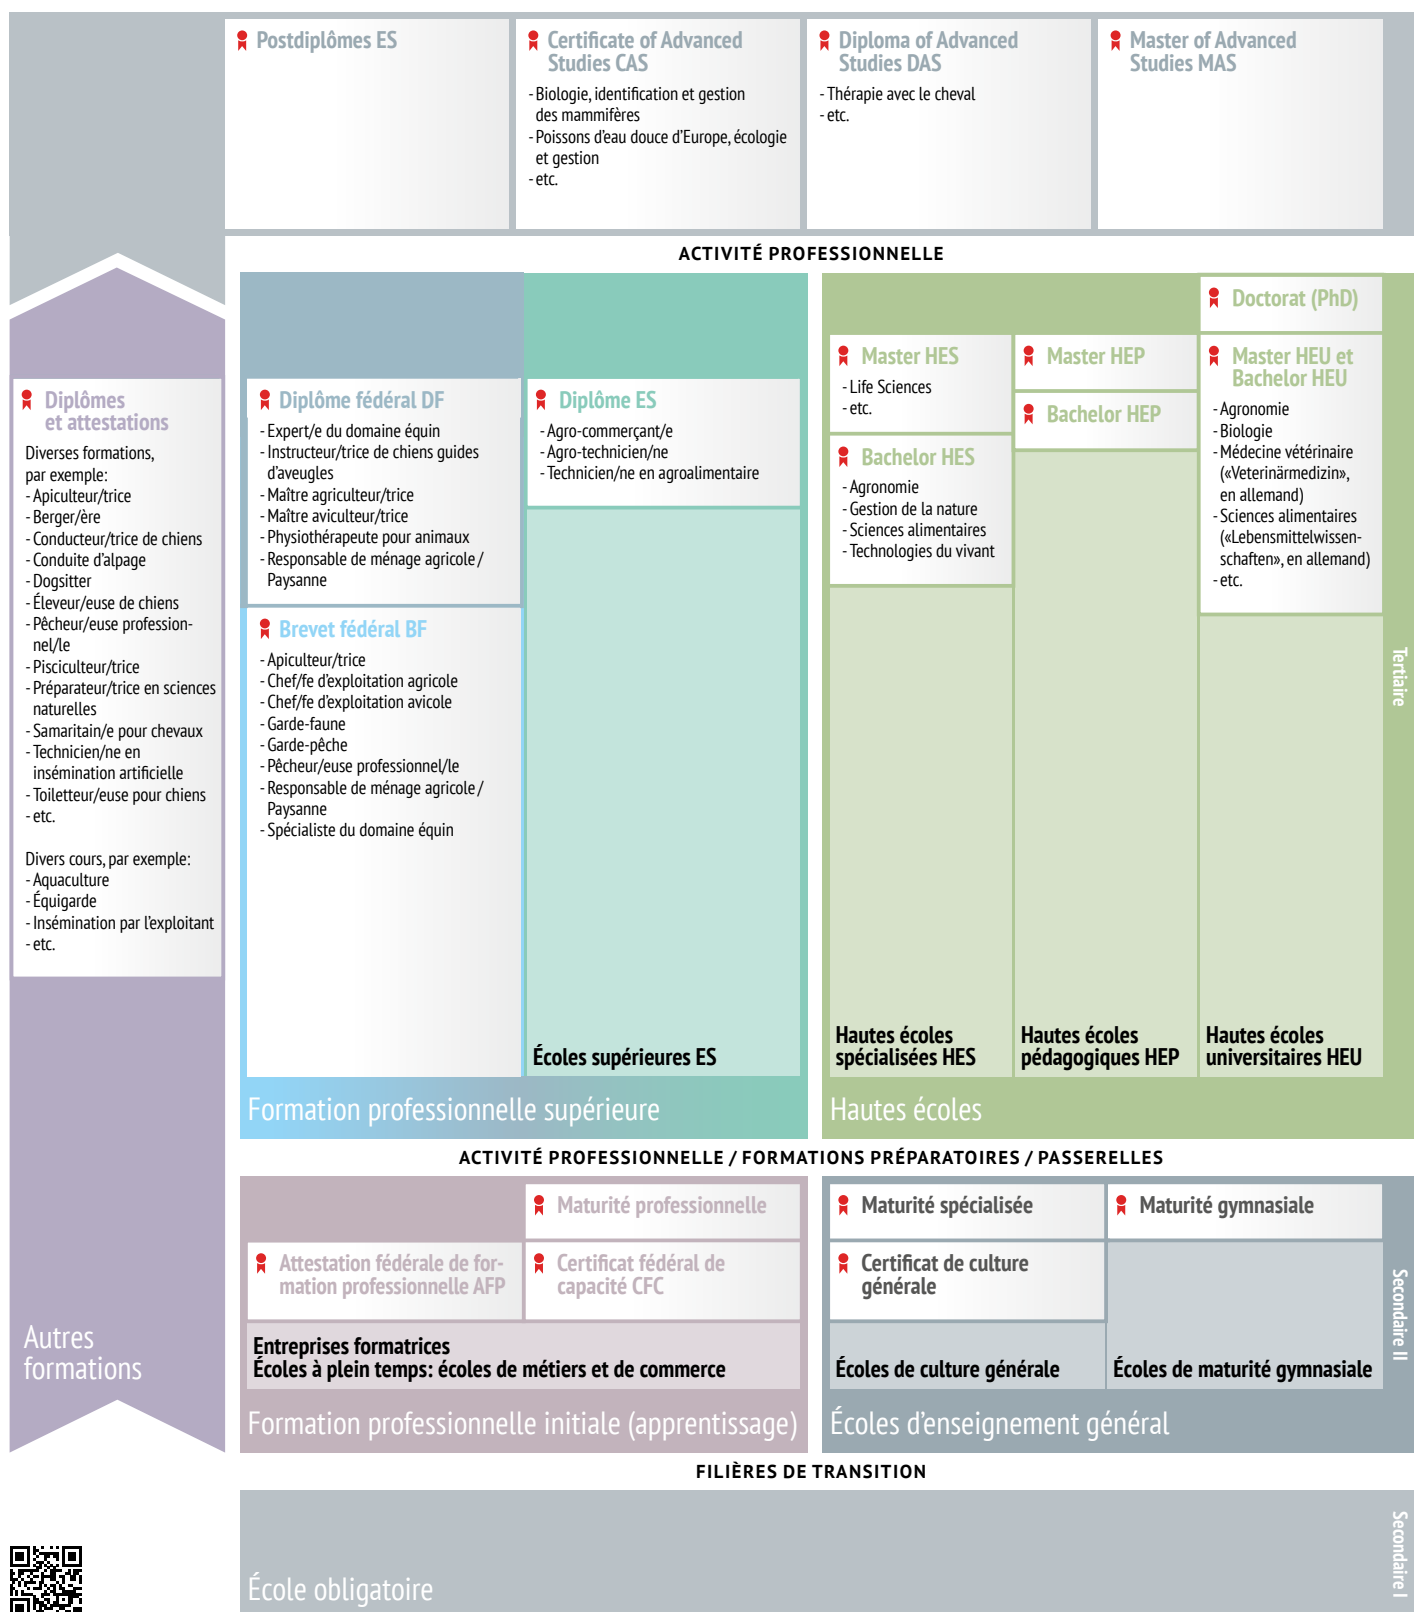 Postdiplômes ES
Certificate of Advanced
Studies CAS
- Biologie, identification et gestion
des mammifères
- Poissons d'eau douce d'Europe, écologie
et gestion
- etc.
Diploma of Advanced
Studies DAS
- Thérapie avec le cheval
- etc.
Master of Advanced
Studies MAS
ACTIVITÉ PROFESSIONNELLE
Diplômes
et attestations
Diverses formations,
par exemple:
- Apiculteur/trice
- Berger/ère
- Conducteur/trice de chiens
- Conduite d'alpage
- Dogsitter
- Éleveur/euse de chiens
- Pêcheur/euse profession-
nel/le
- Pisciculteur/trice
- Préparateur/trice en sciences
naturelles
- Samaritain/e pour chevaux
- Technicien/ne en
insémination artificielle
- Toiletteur/euse pour chiens
- etc.
Divers cours, par exemple:
- Aquaculture
- Équigarde
- Insémination par l'exploitant
- etc.
Autres
formations
Diplôme fédéral DF
- Expert/e du domaine équin
- Instructeur/trice de chiens guides
d'aveugles
- Maître agriculteur/trice
- Maître aviculteur/trice
- Physiothérapeute pour animaux
- Responsable de ménage agricole /
Paysanne
Brevet fédéral BF
- Apiculteur/trice
- Chef/fe d'exploitation agricole
- Chef/fe d'exploitation avicole
- Garde-faune
- Garde-pêche
- Pêcheur/euse professionnel/le
- Responsable de ménage agricole /
Paysanne
- Spécialiste du domaine équin
Diplôme ES
- Agro-commerçant/e
- Agro-technicien/ne
- Technicien/ne en agroalimentaire
Écoles supérieures ES
Formation professionnelle supérieure
Master HES
- Life Sciences
- etc.
Bachelor HES
- Agronomie
- Gestion de la nature
- Sciences alimentaires
- Technologies du vivant
Hautes écoles
spécialisées HES
Master HEP
Bachelor HEP
Hautes écoles
pédagogiques HEP
Doctorat (PhD)
Master HEU et
Bachelor HEU
- Agronomie
- Biologie
- Médecine vétérinaire
(«Veterinärmedizin»,
en allemand)
- Sciences alimentaires
(«Lebensmittelwissen-
schaften», en allemand)
- etc.
Hautes écoles
universitaires HEU
Hautes écoles
Tertiaire
ACTIVITÉ PROFESSIONNELLE / FORMATIONS PRÉPARATOIRES / PASSERELLES
Maturité professionnelle
Attestation fédérale de for-
mation professionnelle AFP
Certificat fédéral de
capacité CFC
Entreprises formatrices
Écoles à plein temps: écoles de métiers et de commerce
Formation professionnelle initiale (apprentissage)
Maturité spécialisée
Certificat de culture
générale
Écoles de culture générale
Maturité gymnasiale
Écoles de maturité gymnasiale
Écoles d'enseignement général
Secondaire II
FILIÈRES DE TRANSITION
École obligatoire
Secondaire I